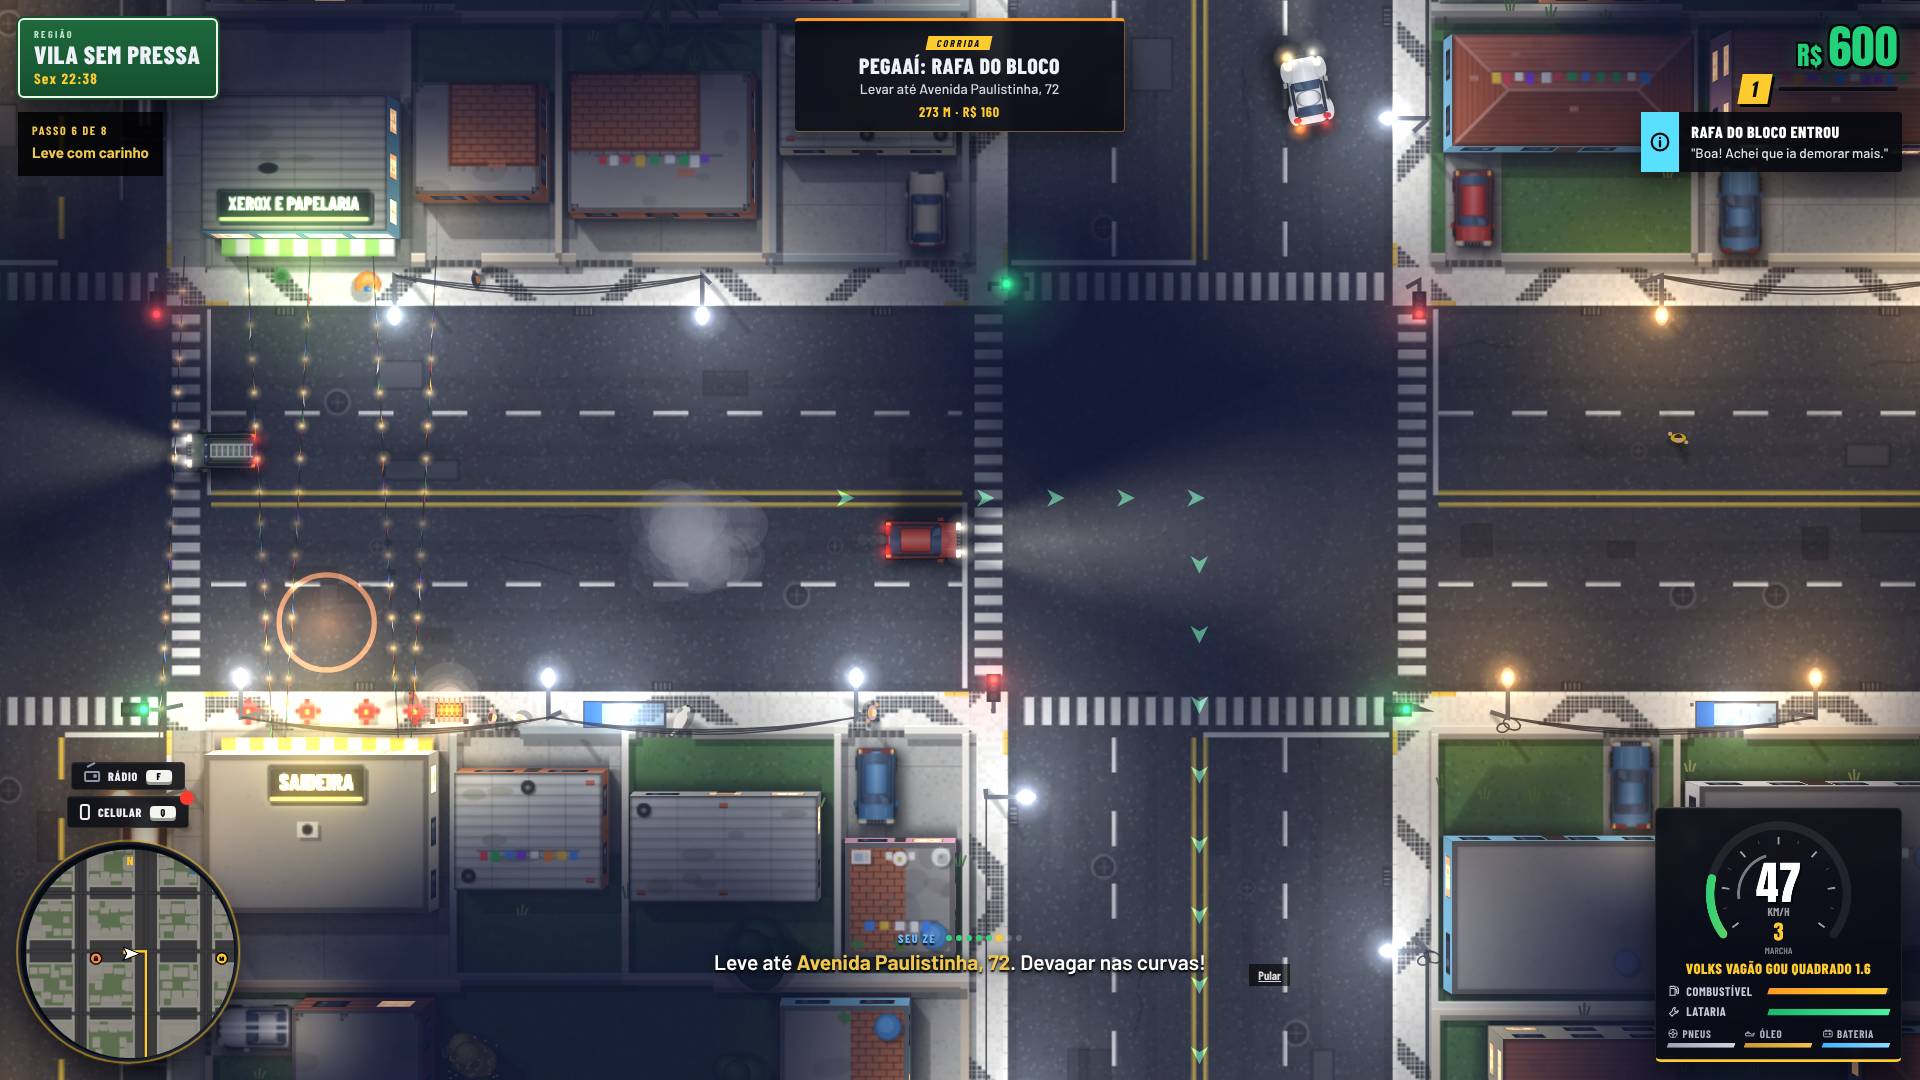 REGIÃO
VILA SEM PRESSA
Sex 22:38
PASSO 6 DE 8
Leve com carinho
CORRIDA
PEGAAÍ: RAFA DO BLOCO
Levar até Avenida Paulistinha, 72
273 M · R$ 160
R$ 600
1
RAFA DO BLOCO ENTROU
"Boa! Achei que ia demorar mais."
XEROX E PAPELARIA
SAIDEIRA
RÁDIO F
CELULAR Q
N
SEU ZÉ
Leve até Avenida Paulistinha, 72. Devagar nas curvas!
Pular
47
KM/H
3
MARCHA
VOLKS VAGÃO GOU QUADRADO 1.6
COMBUSTÍVEL
LATARIA
PNEUS ÓLEO BATERIA